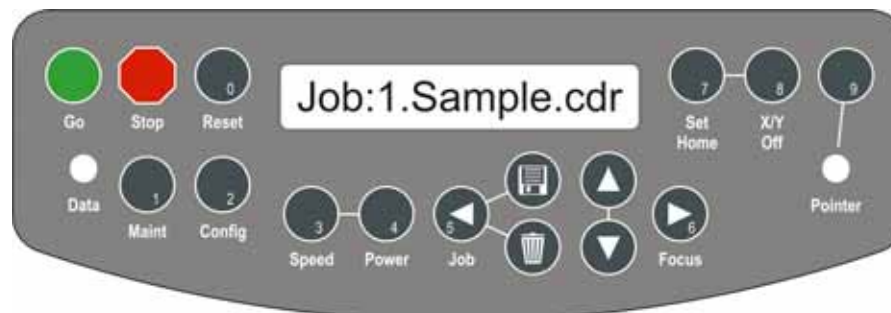 Job:1.Sample.cdr
0
7
8
9
Go
Stop
Reset
Set
Home
X/Y
Off
Data
1
2
Pointer
Maint
Config
3
4
5
6
Speed
Power
Job
Focus